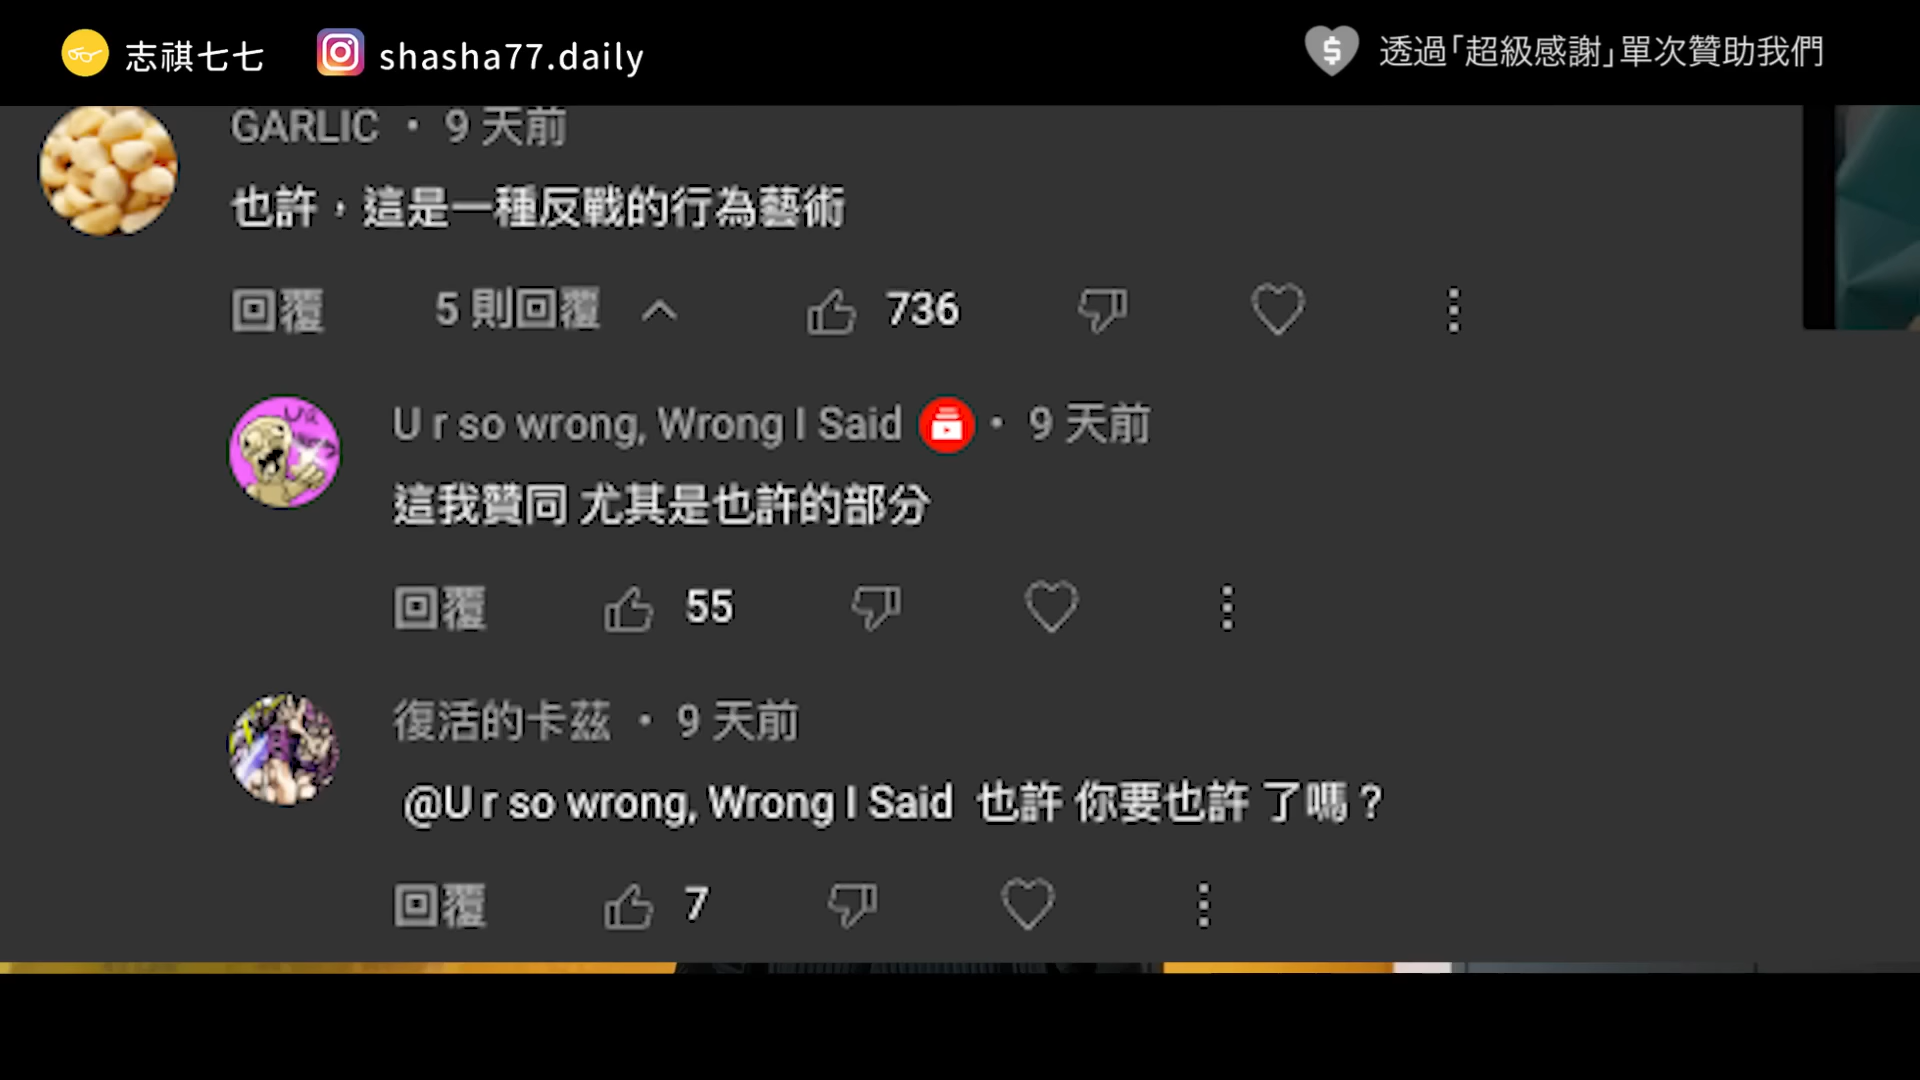 志祺七七 shasha77.daily 透過「超級感謝」單次贊助我們
GARLIC • 9 天前
也許，這是一種反戰的行為藝術
回覆 5 則回覆 736
U r so wrong, Wrong I Said • 9 天前
這我贊同 尤其是也許的部分
回覆 55
復活的卡茲 • 9 天前
@U r so wrong, Wrong I Said 也許 你要也許 了嗎？
回覆 7